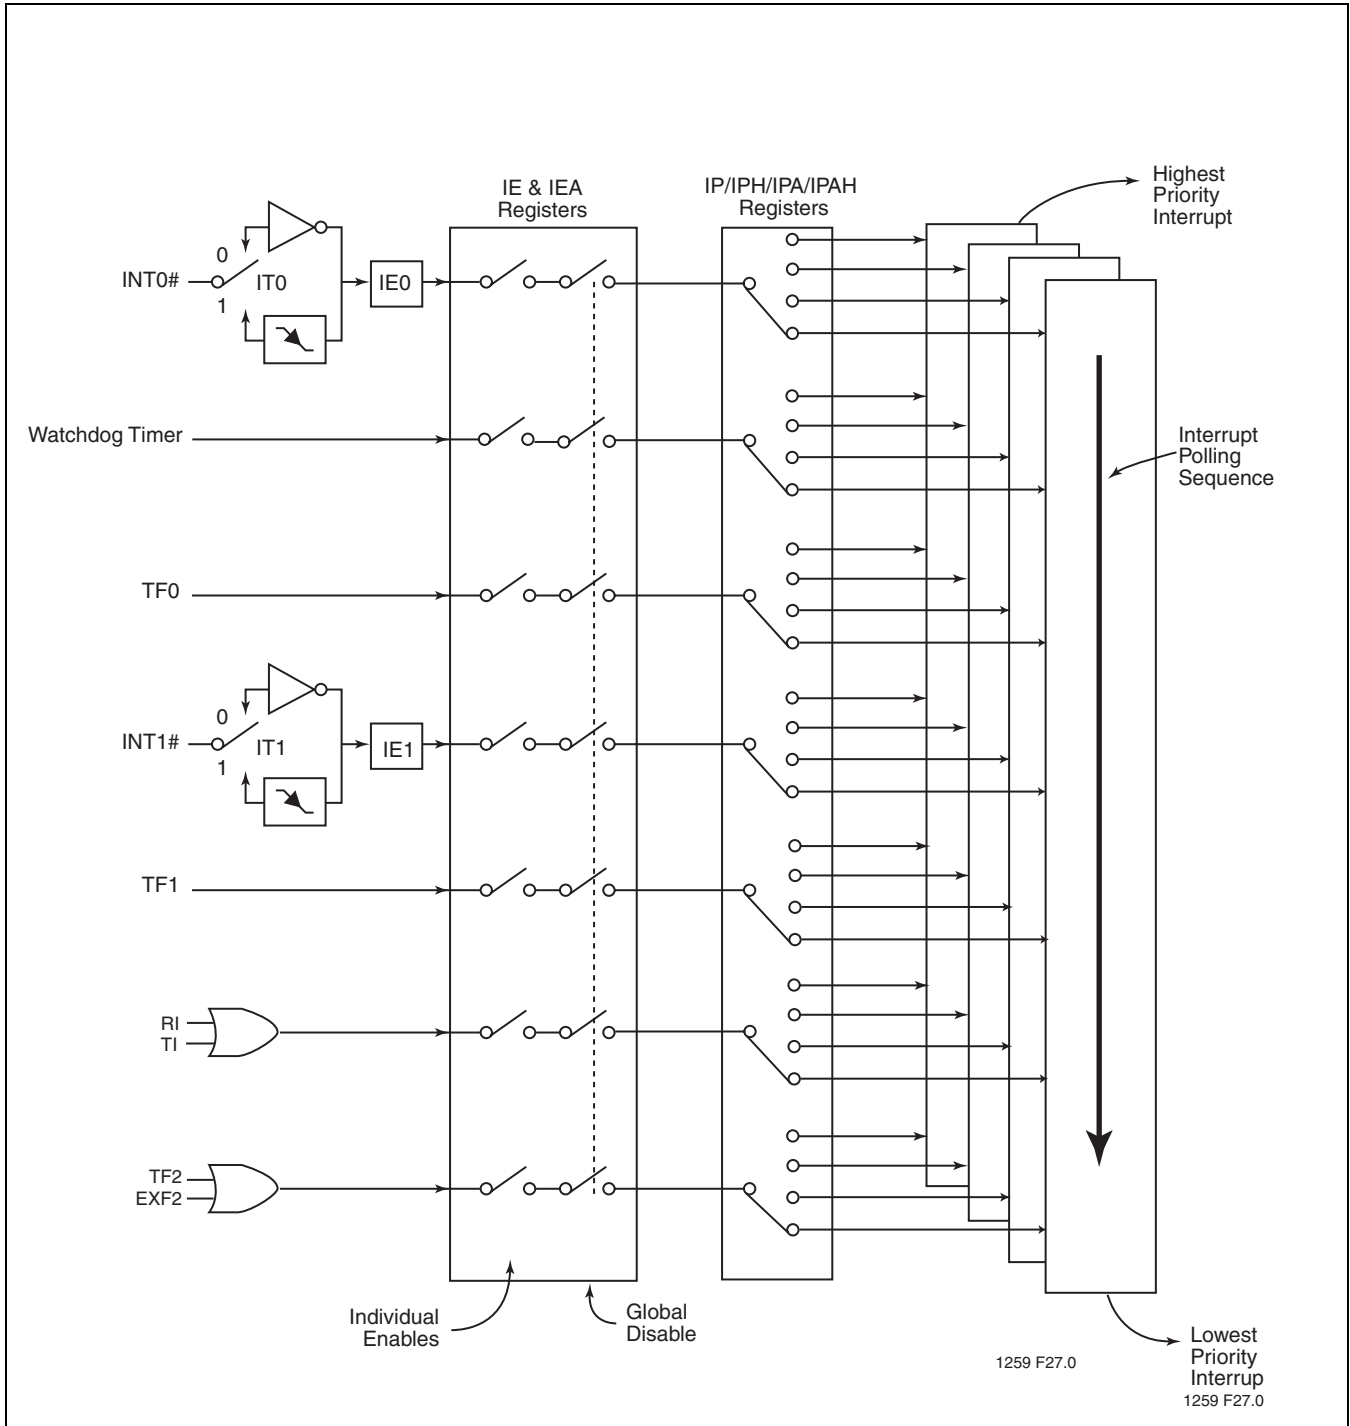 IE & IEA
Registers
IP/IPH/IPA/IPAH
Registers
Highest
Priority
Interrupt
0
INT0#
IT0
IE0
1
Watchdog Timer
Interrupt
Polling
Sequence
TF0
0
INT1#
IT1
IE1
1
TF1
RI
TI
TF2
EXF2
Individual
Enables
Global
Disable
Lowest
Priority
Interrup
1259 F27.0
1259 F27.0